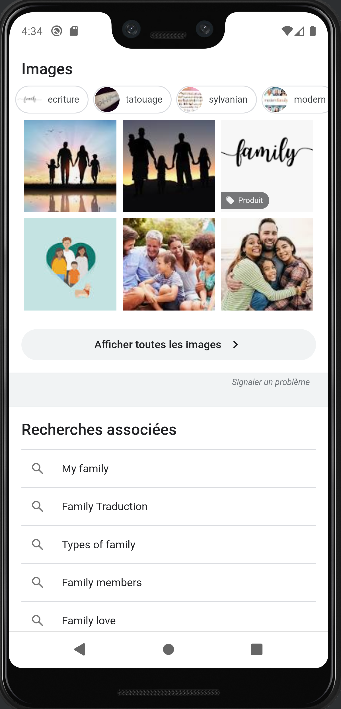 4:34
Images
ecriture
tatouage
sylvanian
modern
family
Produit
Afficher toutes les images
Signaler un problème
Recherches associées
My family
Family Traduction
Types of family
Family members
Family love